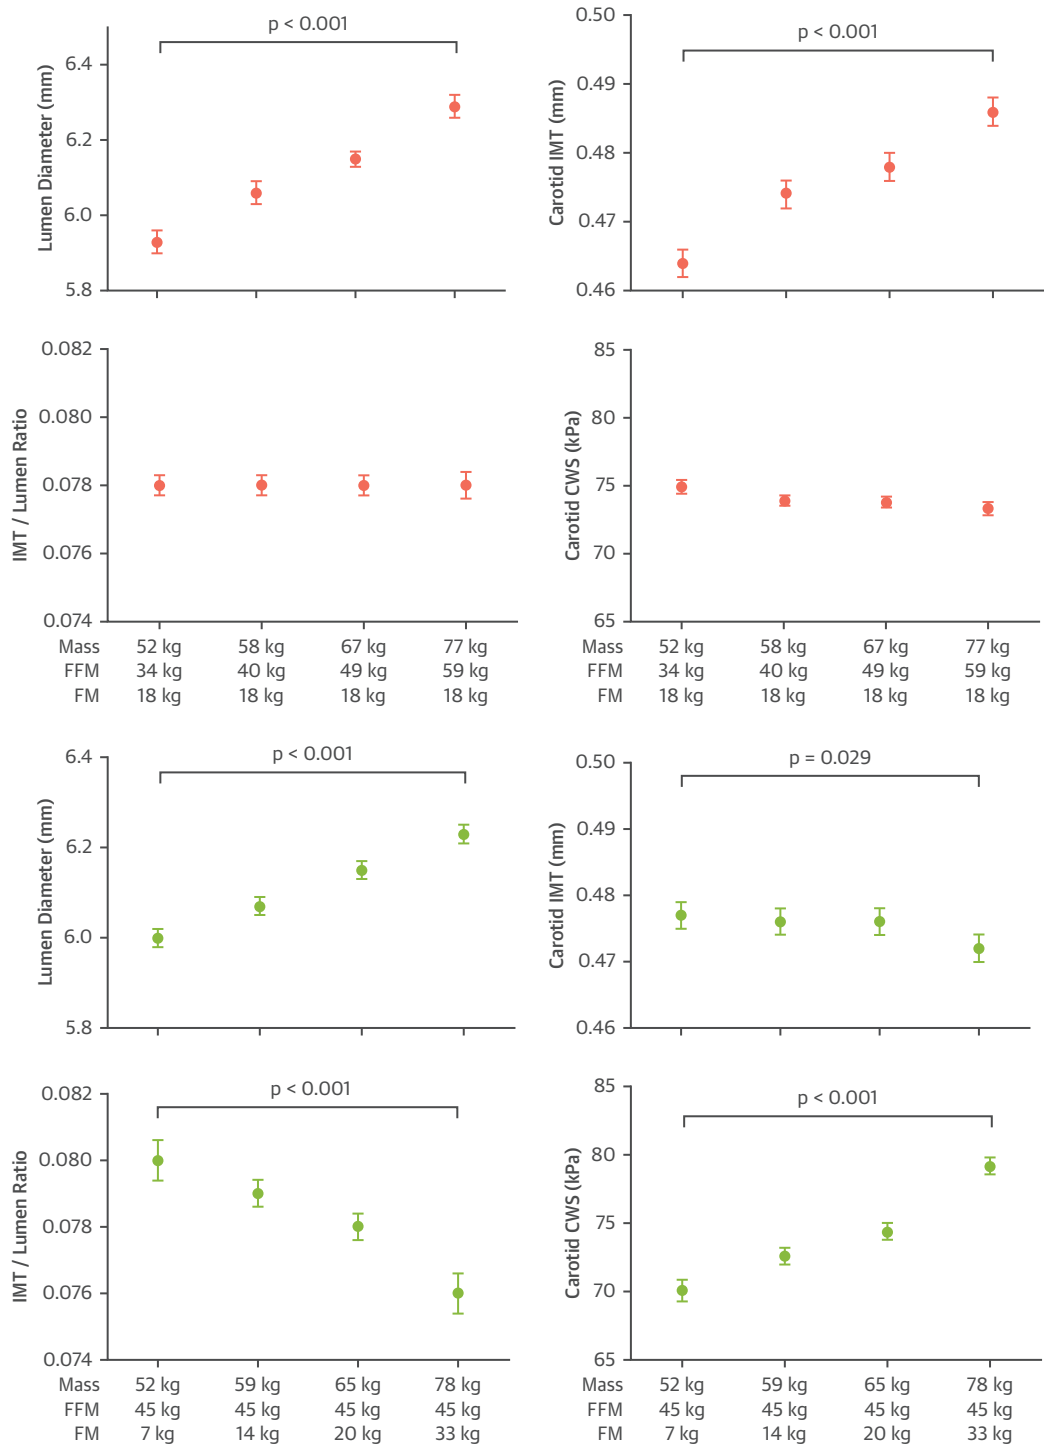 p < 0.001
Lumen Diameter (mm)
6.4
6.2
6.0
5.8
p < 0.001
Carotid IMT (mm)
0.50
0.49
0.48
0.47
0.46
IMT / Lumen Ratio
0.082
0.080
0.078
0.076
0.074
Mass 52 kg 58 kg 67 kg 77 kg
FFM 34 kg 40 kg 49 kg 59 kg
FM 18 kg 18 kg 18 kg 18 kg
Carotid CWS (kPa)
85
80
75
70
65
52 kg 58 kg 67 kg 77 kg
34 kg 40 kg 49 kg 59 kg
18 kg 18 kg 18 kg 18 kg
p < 0.001
Lumen Diameter (mm)
6.4
6.2
6.0
5.8
p = 0.029
Carotid IMT (mm)
0.50
0.49
0.48
0.47
0.46
p < 0.001
IMT / Lumen Ratio
0.082
0.080
0.078
0.076
0.074
Mass 52 kg 59 kg 65 kg 78 kg
FFM 45 kg 45 kg 45 kg 45 kg
FM 7 kg 14 kg 20 kg 33 kg
p < 0.001
Carotid CWS (kPa)
85
80
75
70
65
52 kg 59 kg 65 kg 78 kg
45 kg 45 kg 45 kg 45 kg
7 kg 14 kg 20 kg 33 kg